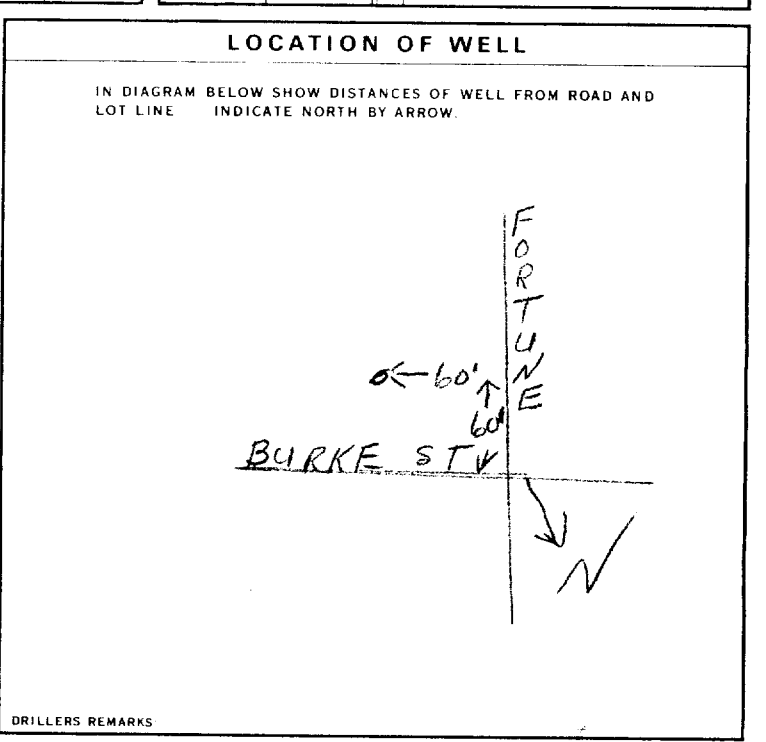 LOCATION OF WELL
IN DIAGRAM BELOW SHOW DISTANCES OF WELL FROM ROAD AND
LOT LINE INDICATE NORTH BY ARROW.
FORTUNE
60'
60'
BURKE ST
N
DRILLERS REMARKS